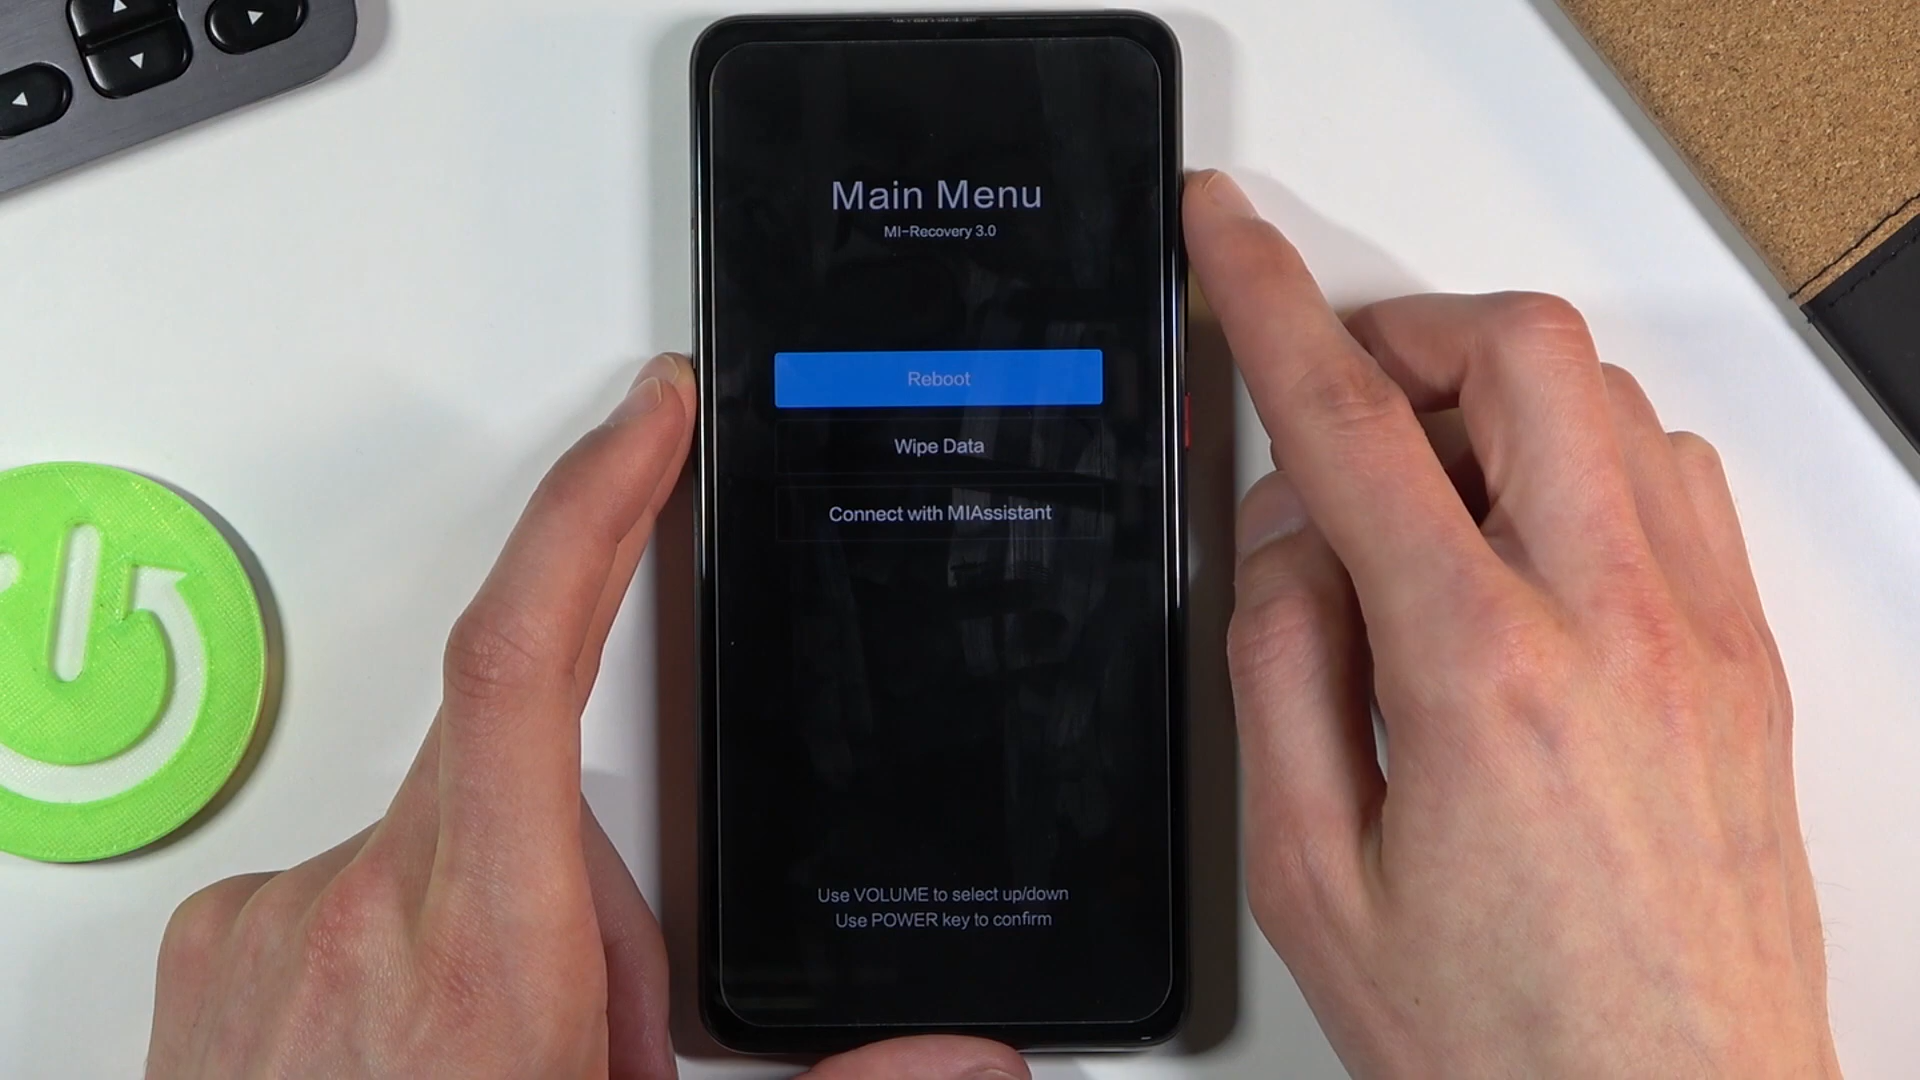 Main Menu
MI-Recovery 3.0
Reboot
Wipe Data
Connect with MIAssistant
Use VOLUME to select up/down
Use POWER key to confirm